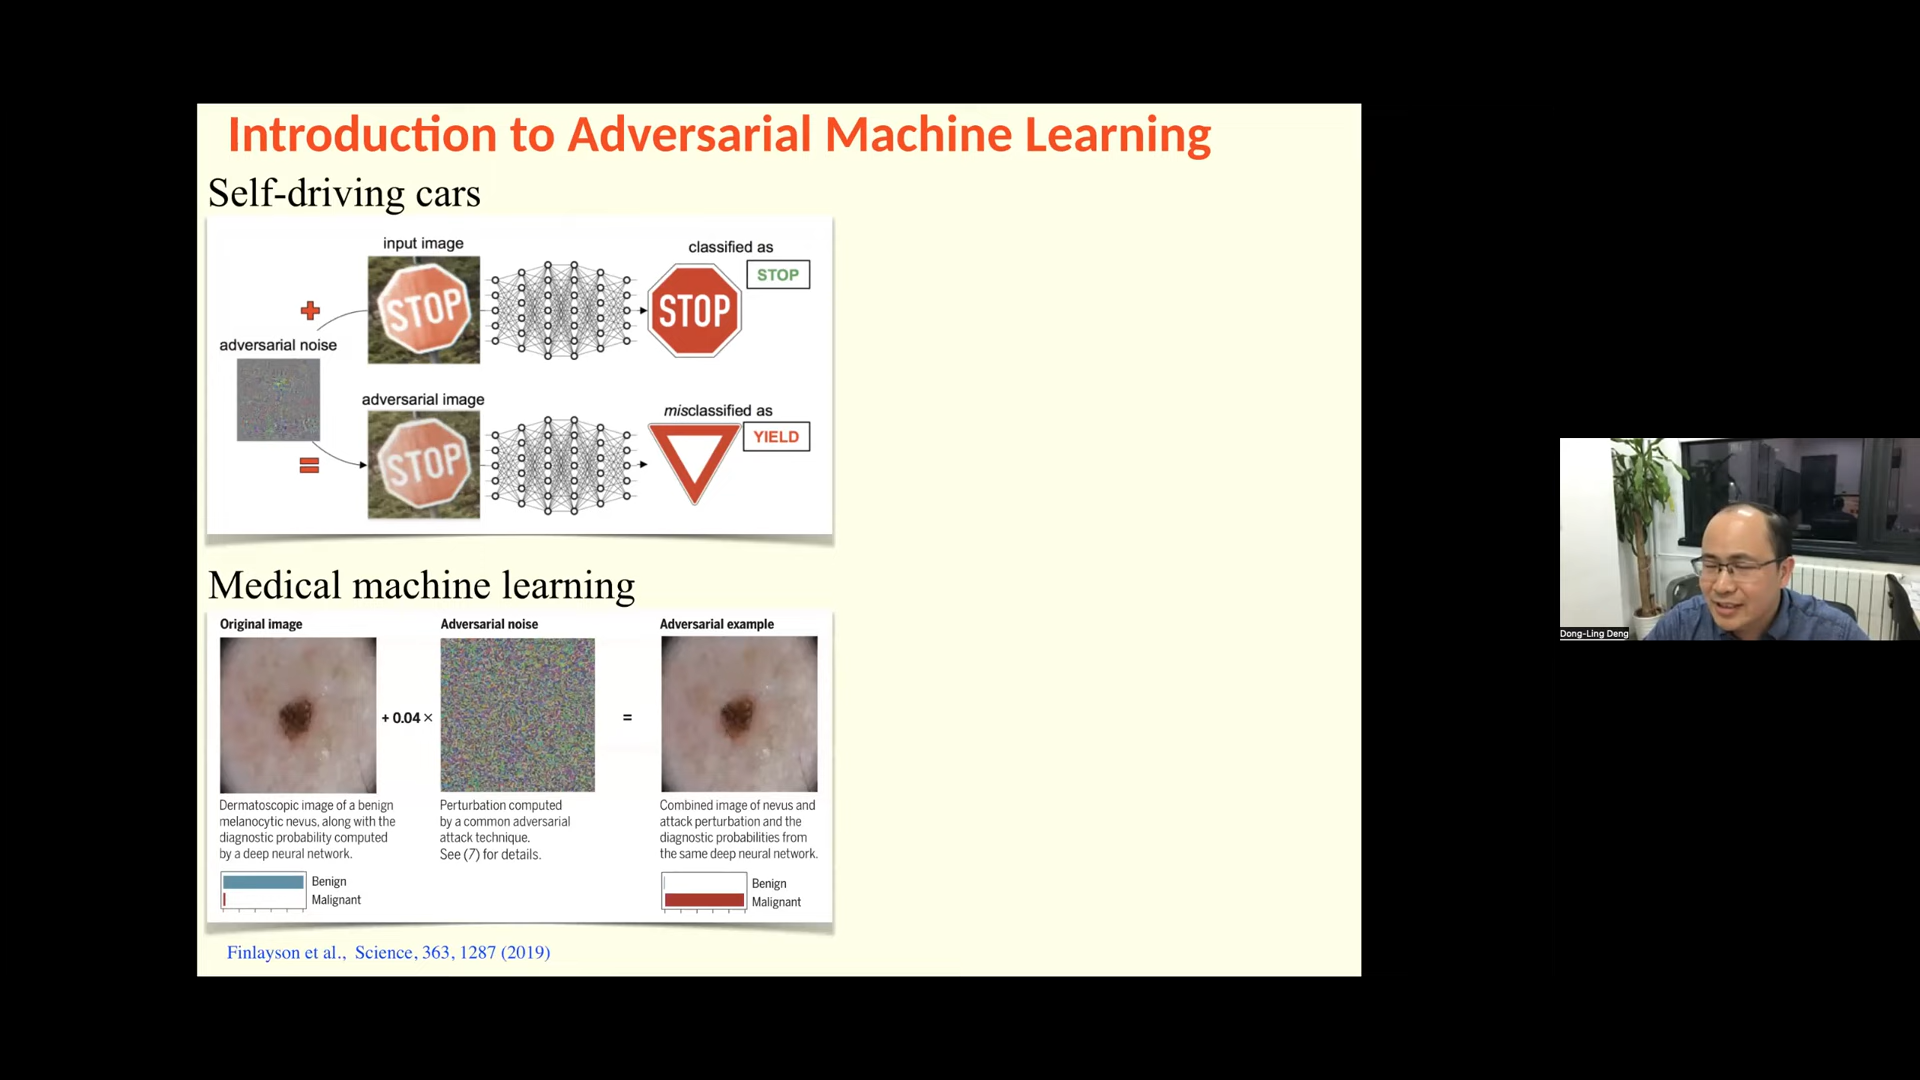 Introduction to Adversarial Machine Learning
Self-driving cars
input image
classified as
STOP
STOP
STOP
adversarial noise
adversarial image
misclassified as
YIELD
STOP
Medical machine learning
Original image
Adversarial noise
Adversarial example
+ 0.04 ×
=
Dermatoscopic image of a benign
melanocytic nevus, along with the
diagnostic probability computed
by a deep neural network.
Perturbation computed
by a common adversarial
attack technique.
See (7) for details.
Combined image of nevus and
attack perturbation and the
diagnostic probabilities from
the same deep neural network.
Benign
Malignant
Benign
Malignant
Finlayson et al., Science, 363, 1287 (2019)
Dong-Ling Deng